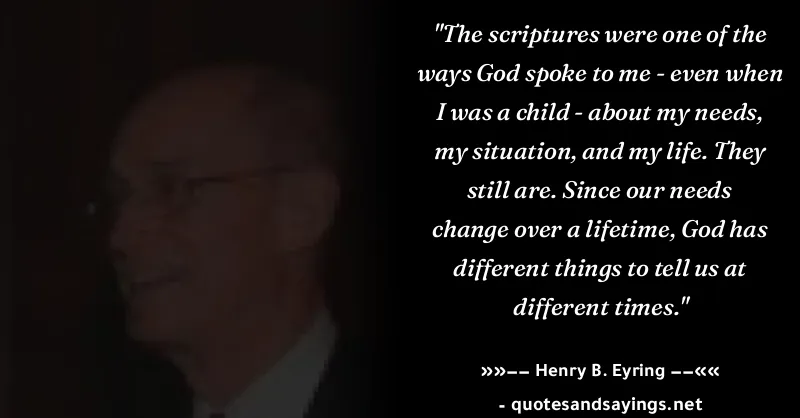 "The scriptures were one of the
ways God spoke to me - even when
I was a child - about my needs,
my situation, and my life. They
still are. Since our needs
change over a lifetime, God has
different things to tell us at
different times."
»»−− Henry B. Eyring −−««
- quotesandsayings.net